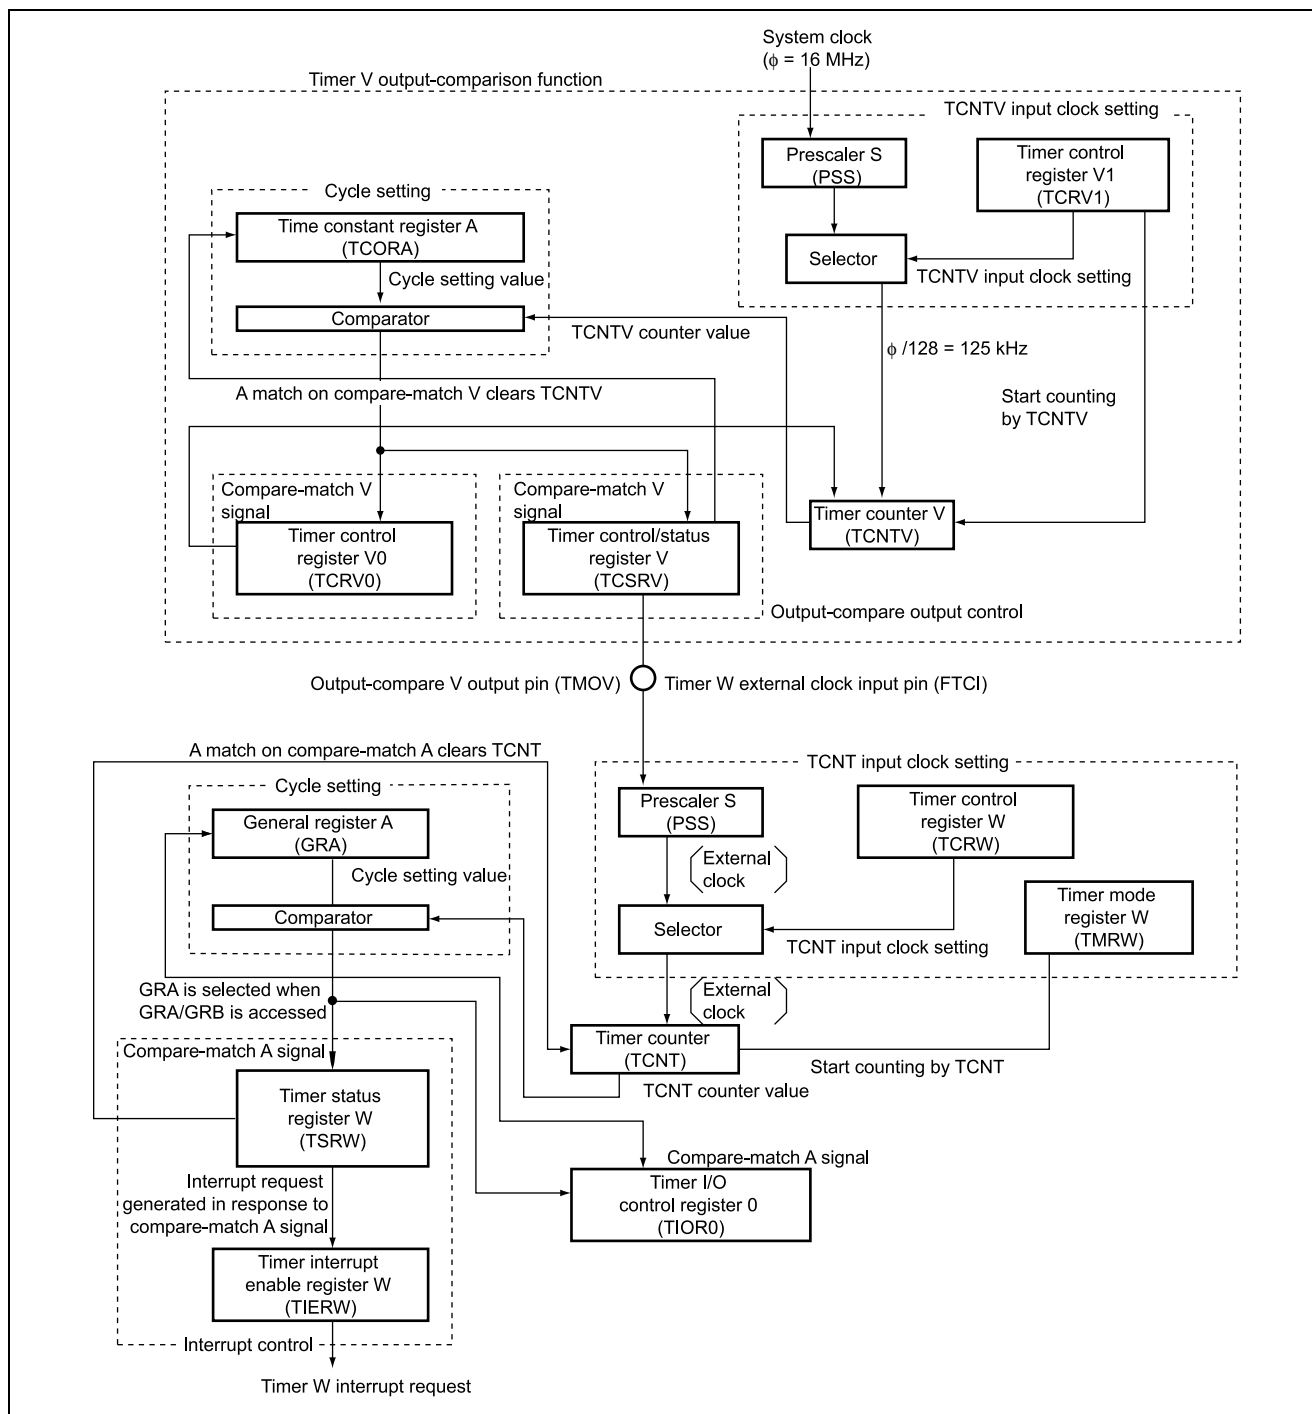 System clock
(ϕ = 16 MHz)
Timer V output-comparison function
TCNTV input clock setting
Prescaler S
(PSS)
Timer control
register V1
(TCRV1)
Cycle setting
Time constant register A
(TCORA)
Selector
Cycle setting value
TCNTV input clock setting
Comparator
TCNTV counter value
ϕ /128 = 125 kHz
A match on compare-match V clears TCNTV
Start counting
by TCNTV
Compare-match V
signal
Compare-match V
signal
Timer control
register V0
(TCRV0)
Timer control/status
register V
(TCSRV)
Timer counter V
(TCNTV)
Output-compare output control
Output-compare V output pin (TMOV)
Timer W external clock input pin (FTCI)
A match on compare-match A clears TCNT
TCNT input clock setting
Cycle setting
Prescaler S
(PSS)
Timer control
register W
(TCRW)
General register A
(GRA)
External
clock
Cycle setting value
Timer mode
register W
(TMRW)
Comparator
Selector
TCNT input clock setting
GRA is selected when
GRA/GRB is accessed
External
clock
Timer counter
(TCNT)
Compare-match A signal
Start counting by TCNT
TCNT counter value
Timer status
register W
(TSRW)
Compare-match A signal
Timer I/O
control register 0
(TIOR0)
Interrupt request
generated in response to
compare-match A signal
Timer interrupt
enable register W
(TIERW)
Interrupt control
Timer W interrupt request